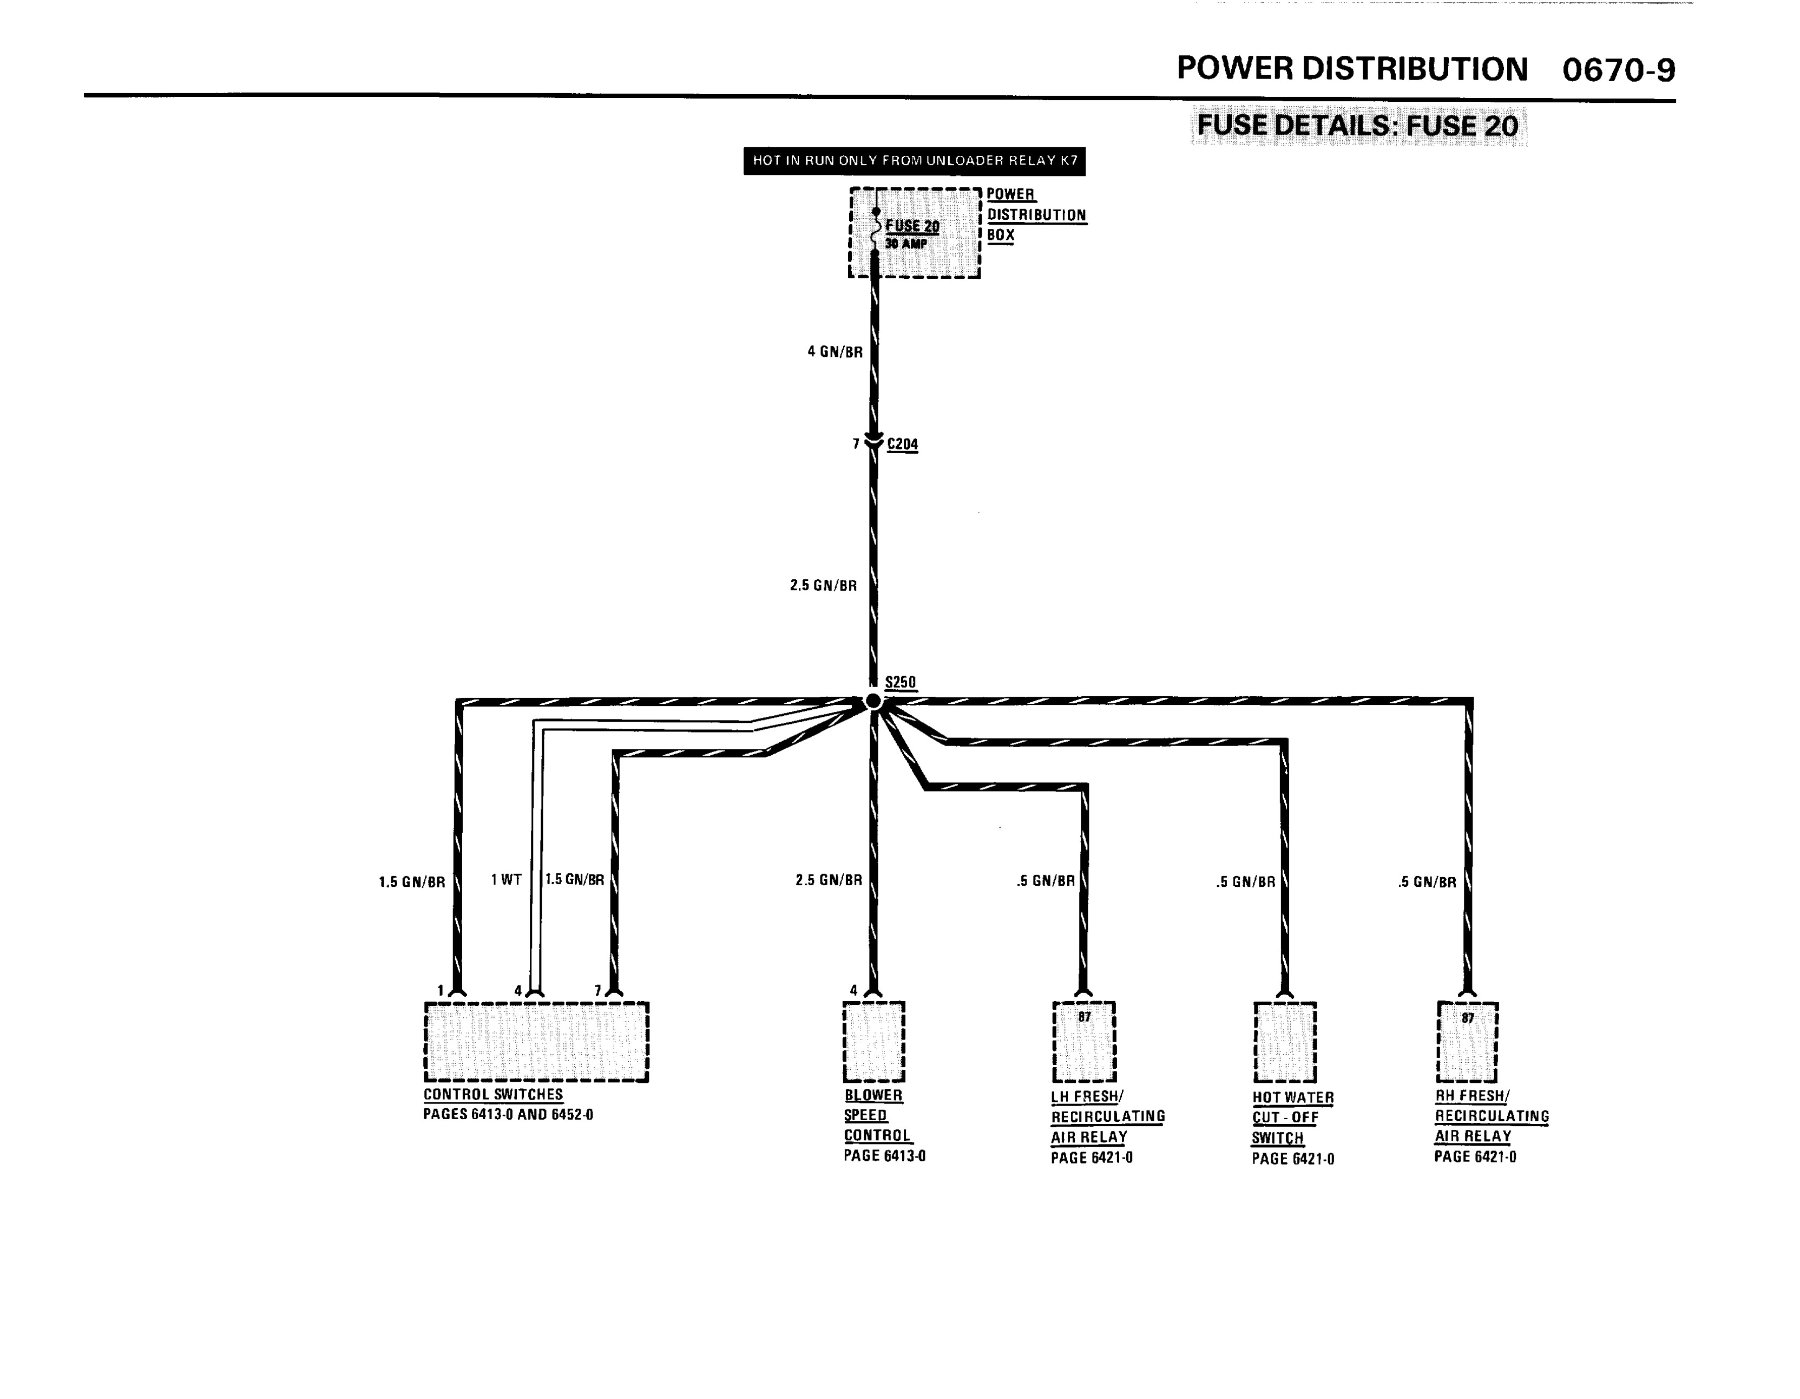 POWER DISTRIBUTION 0670-9
FUSE DETAILS: FUSE 20
HOT IN RUN ONLY FROM UNLOADER RELAY K7
POWER
DISTRIBUTION
BOX
FUSE 20
30 AMP
4 GN/BR
7 C204
2.5 GN/BR
S250
1.5 GN/BR
1 WT
1.5 GN/BR
2.5 GN/BR
.5 GN/BR
.5 GN/BR
.5 GN/BR
1
4
7
4
87
87
CONTROL SWITCHES
PAGES 6413-0 AND 6452-0
BLOWER
SPEED
CONTROL
PAGE 6413-0
LH FRESH/
RECIRCULATING
AIR RELAY
PAGE 6421-0
HOT WATER
CUT - OFF
SWITCH
PAGE 6421-0
RH FRESH/
RECIRCULATING
AIR RELAY
PAGE 6421-0